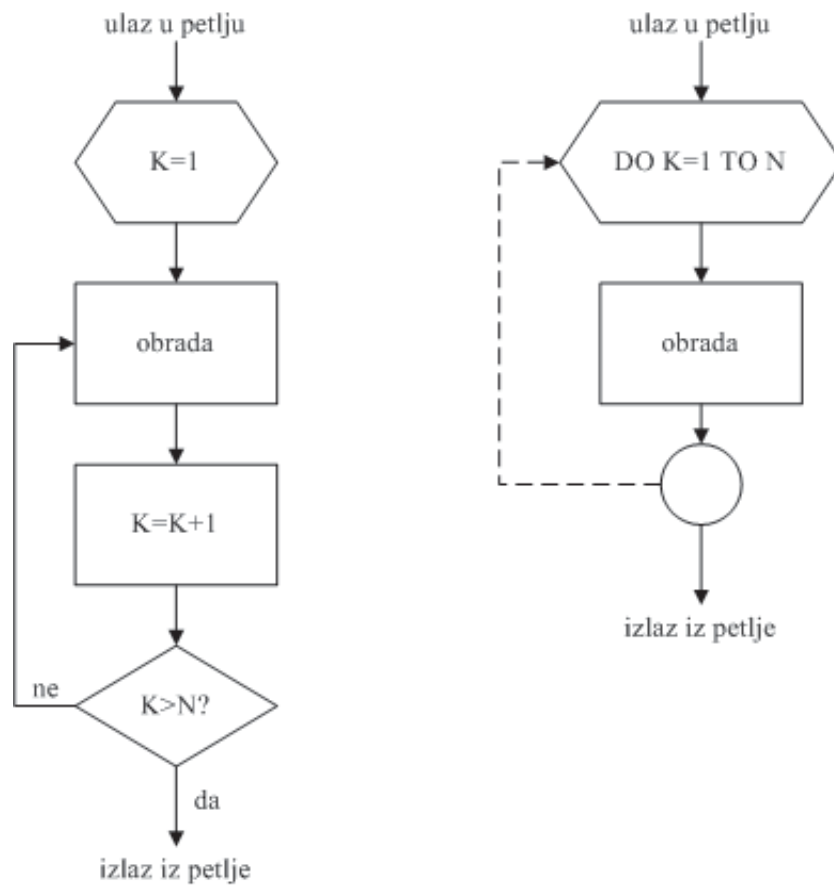 ulaz u petlju
K=1
obrada
K=K+1
ne
K>N?
da
izlaz iz petlje
ulaz u petlju
DO K=1 TO N
obrada
izlaz iz petlje